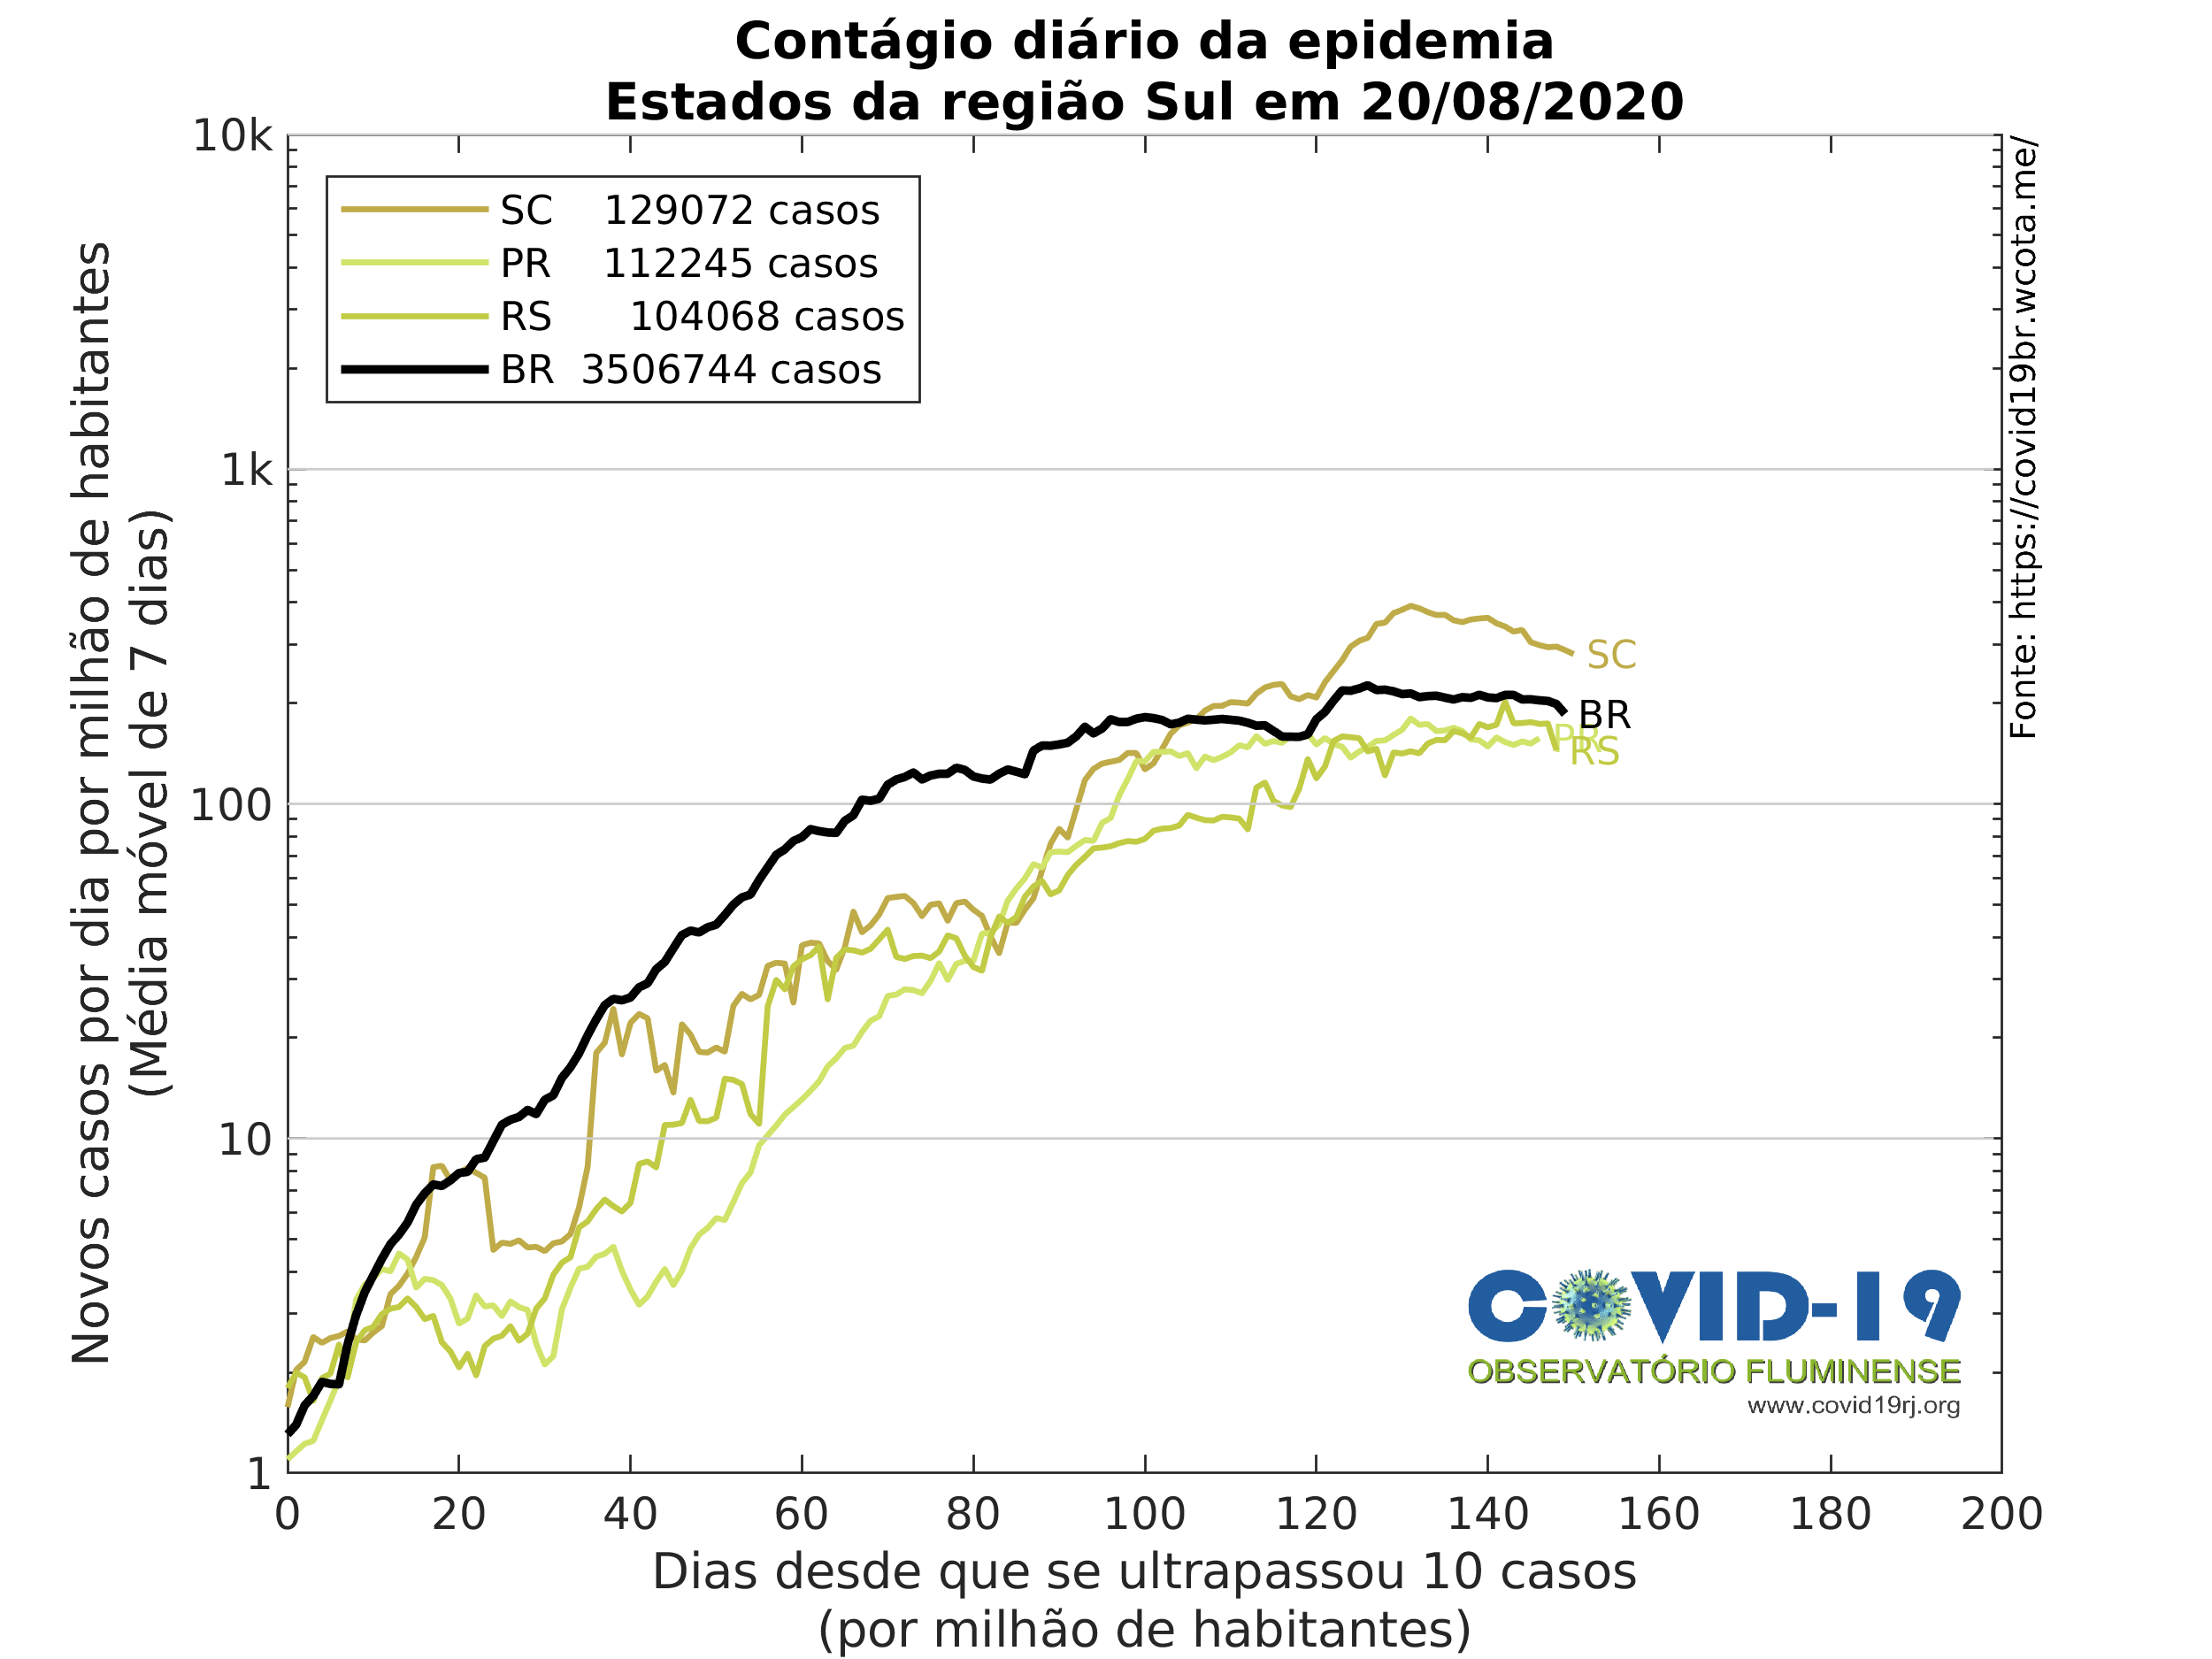 Contágio diário da epidemia
Estados da região Sul em 20/08/2020
10k
1k
100
10
1
SC 129072 casos
PR 112245 casos
RS 104068 casos
BR 3506744 casos
Novos casos por dia por milhão de habitantes
(Média móvel de 7 dias)
Fonte: https://covid19br.wcota.me/
SC
BR
PR
RS
COVID-19
OBSERVATÓRIO FLUMINENSE
www.covid19rj.org
0 20 40 60 80 100 120 140 160 180 200
Dias desde que se ultrapassou 10 casos
(por milhão de habitantes)